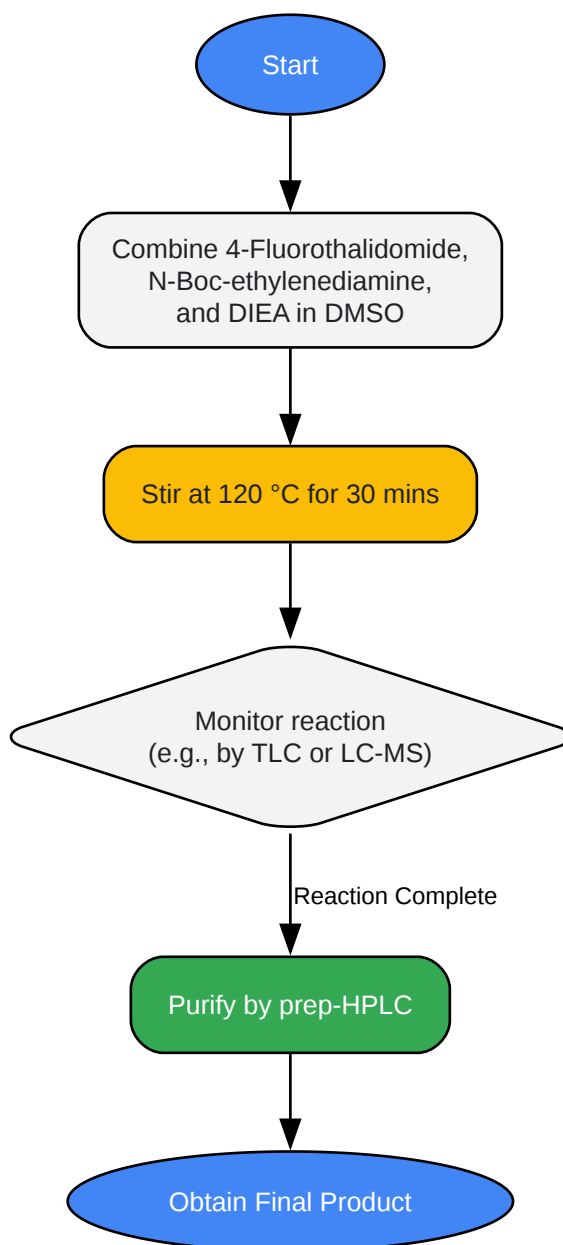 Start
Combine 4-Fluorothalidomide,
N-Boc-ethylenediamine,
and DIEA in DMSO
Stir at 120 °C for 30 mins
Monitor reaction
(e.g., by TLC or LC-MS)
Reaction Complete
Purify by prep-HPLC
Obtain Final Product